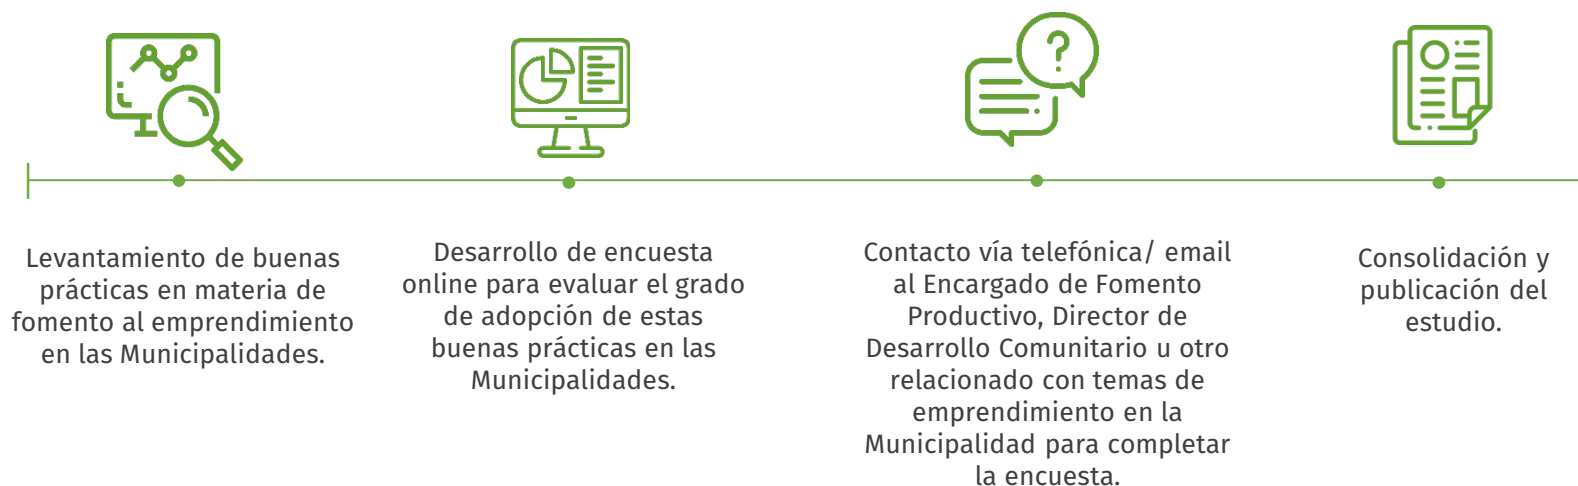 Levantamiento de buenas
prácticas en materia de
fomento al emprendimiento
en las Municipalidades.
Desarrollo de encuesta
online para evaluar el grado
de adopción de estas
buenas prácticas en las
Municipalidades.
Contacto vía telefónica/ email
al Encargado de Fomento
Productivo, Director de
Desarrollo Comunitario u otro
relacionado con temas de
emprendimiento en la
Municipalidad para completar
la encuesta.
Consolidación y
publicación del
estudio.